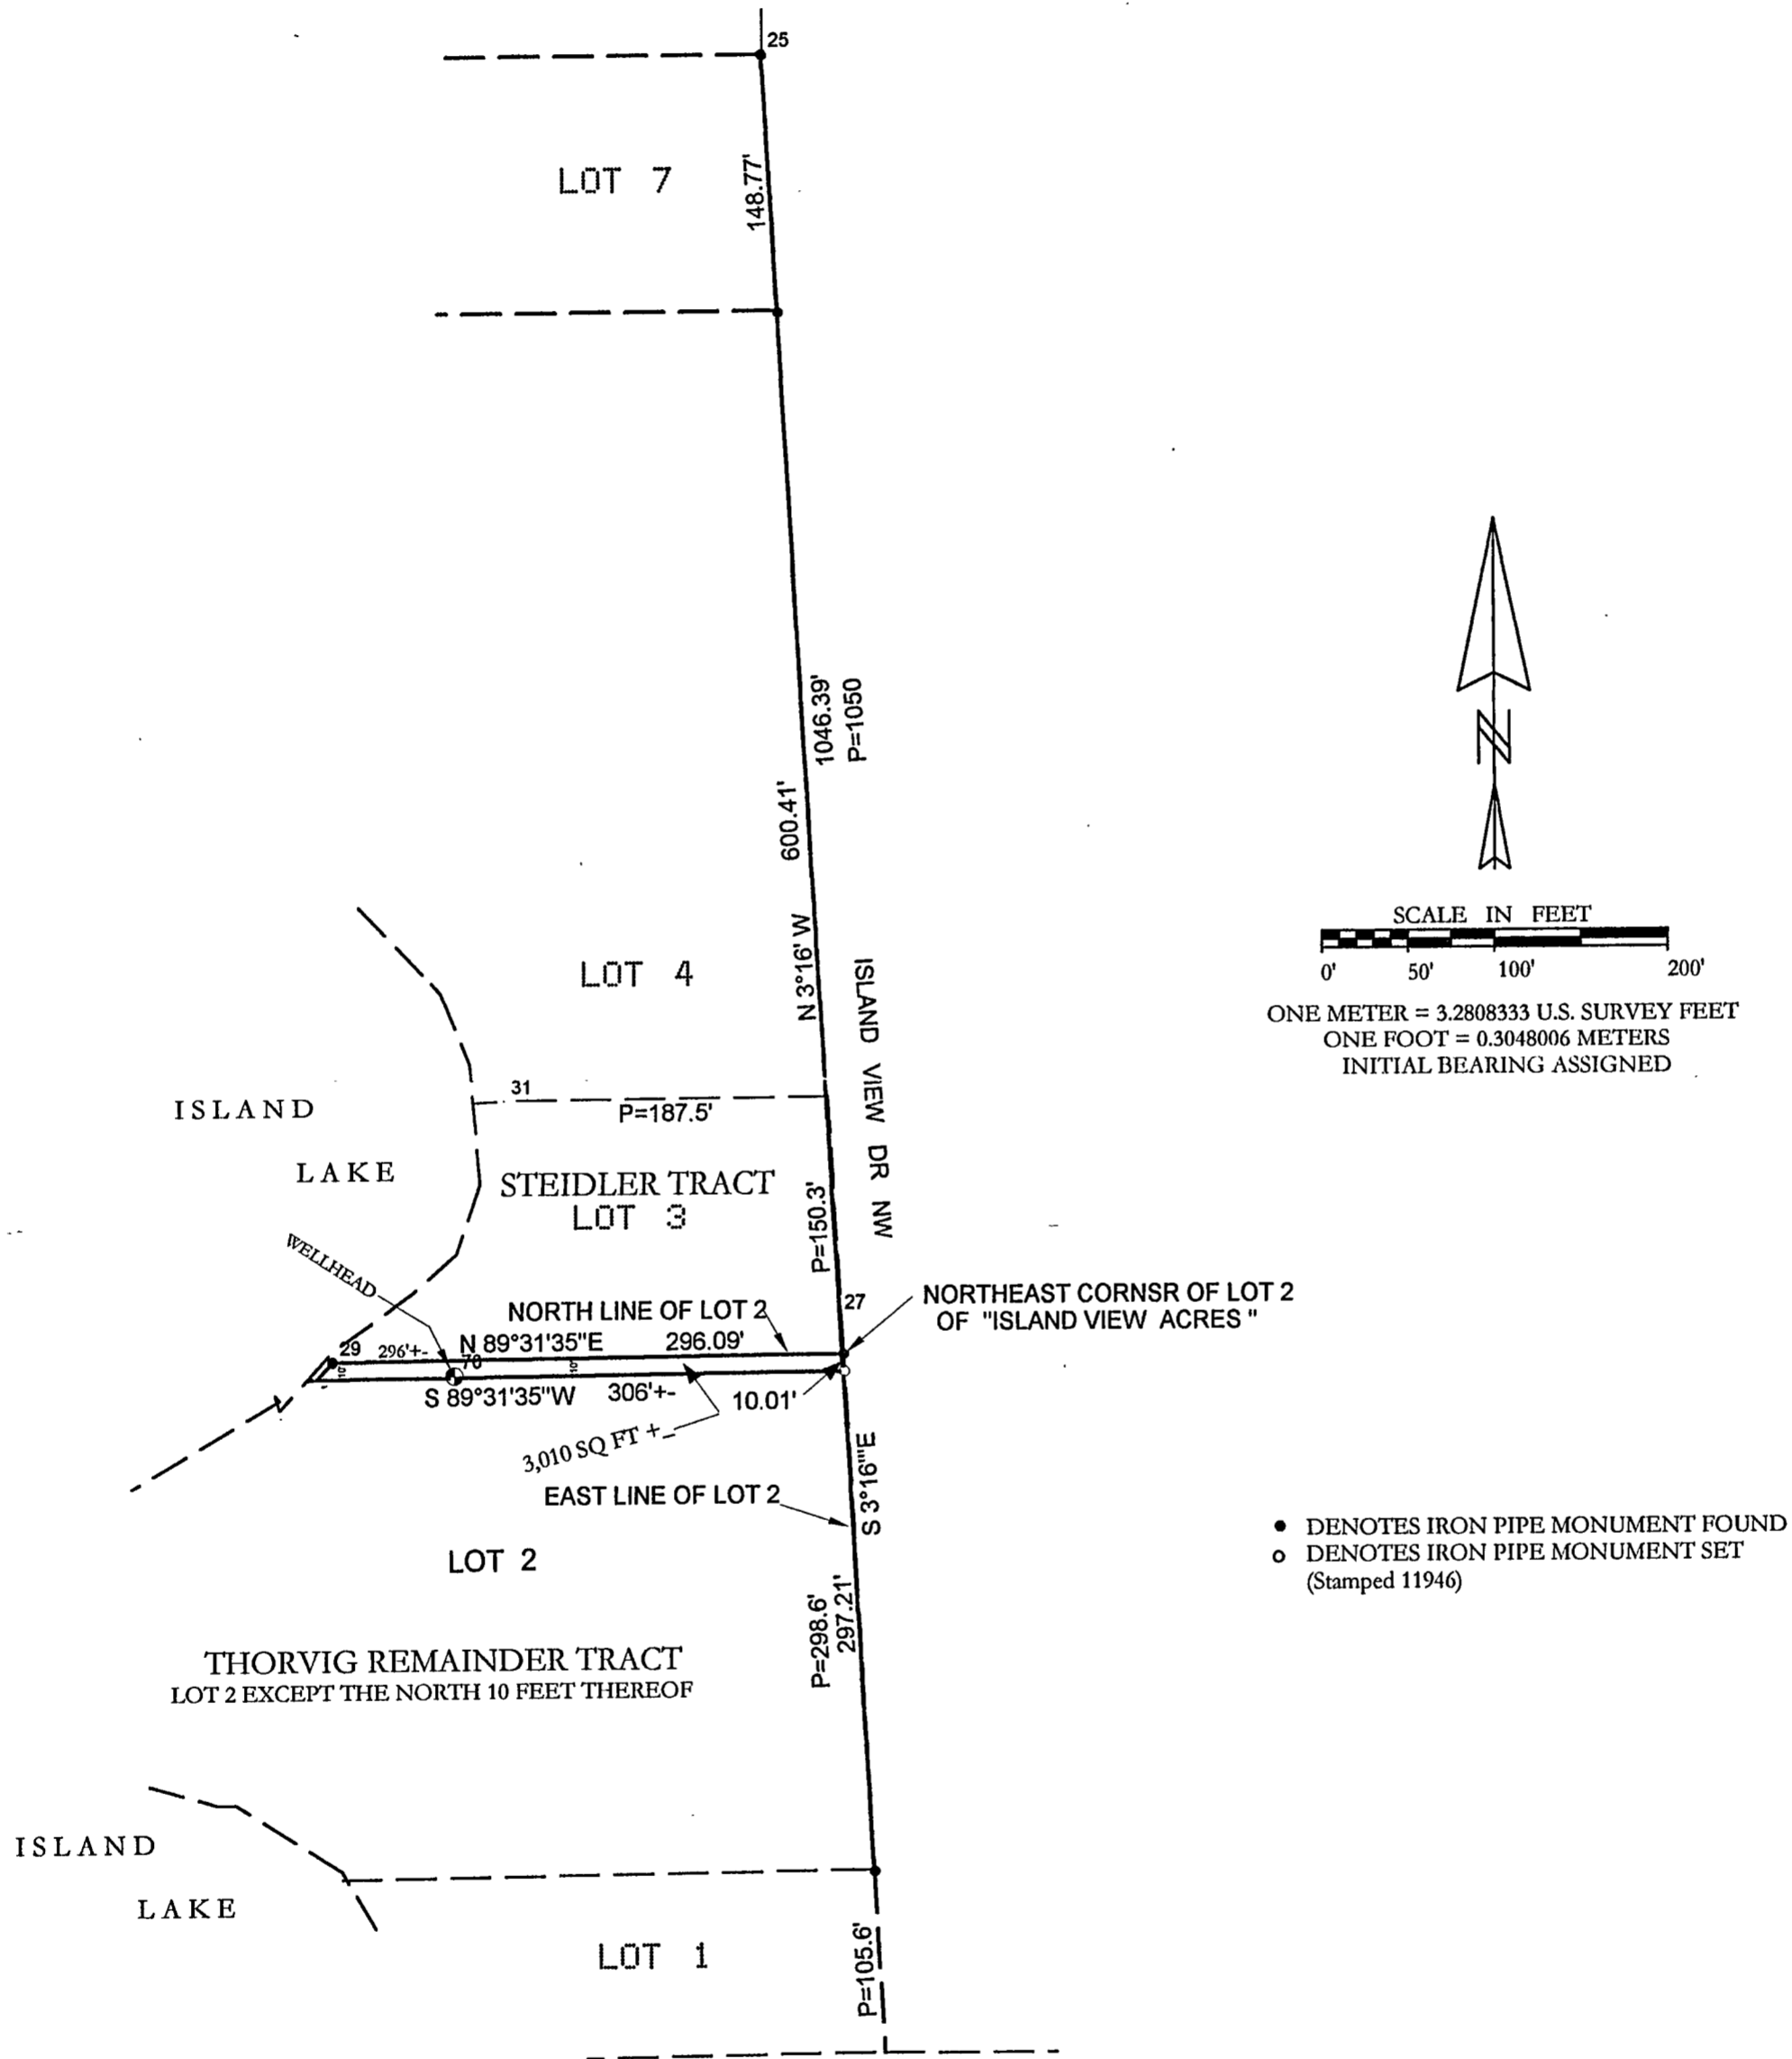 25
LOT 7
148.77'
1046.39'
P=1050
600.41'
N 3°16' W
LOT 4
ISLAND VIEW DR NW
SCALE IN FEET
0' 50' 100' 200'
ONE METER = 3.2808333 U.S. SURVEY FEET
ONE FOOT = 0.3048006 METERS
INITIAL BEARING ASSIGNED
31
P=187.5'
ISLAND
LAKE
STEIDLER TRACT
LOT 3
P=150.3'
WELLHEAD
27
NORTHEAST CORNSR OF LOT 2
OF "ISLAND VIEW ACRES "
NORTH LINE OF LOT 2
29
296'+-
N 89°31'35"E
296.09'
70
10'
10'
S 89°31'35"W
306'+-
10.01'
3,010 SQ FT +_
S 3°16'"E
EAST LINE OF LOT 2
DENOTES IRON PIPE MONUMENT FOUND
DENOTES IRON PIPE MONUMENT SET
(Stamped 11946)
LOT 2
P=298.6'
297.21'
THORVIG REMAINDER TRACT
LOT 2 EXCEPT THE NORTH 10 FEET THEREOF
ISLAND
LAKE
LOT 1
P=105.6'
N